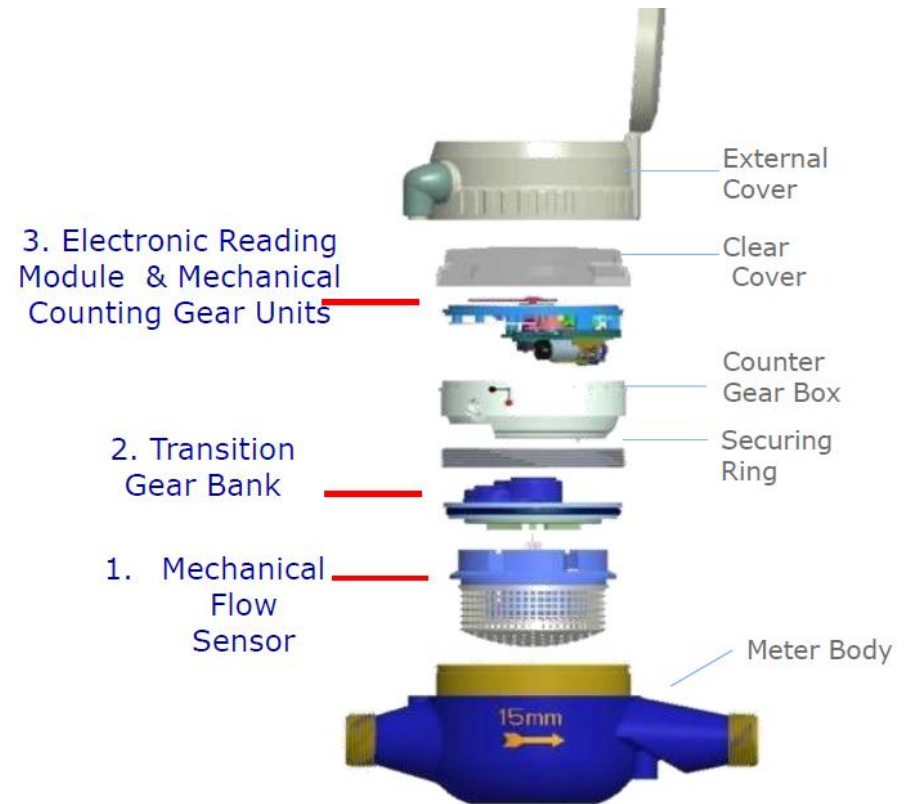 External
Cover
Clear
Cover
3. Electronic Reading
Module & Mechanical
Counting Gear Units
Counter
Gear Box
Securing
Ring
2. Transition
Gear Bank
1. Mechanical
Flow
Sensor
Meter Body
15mm